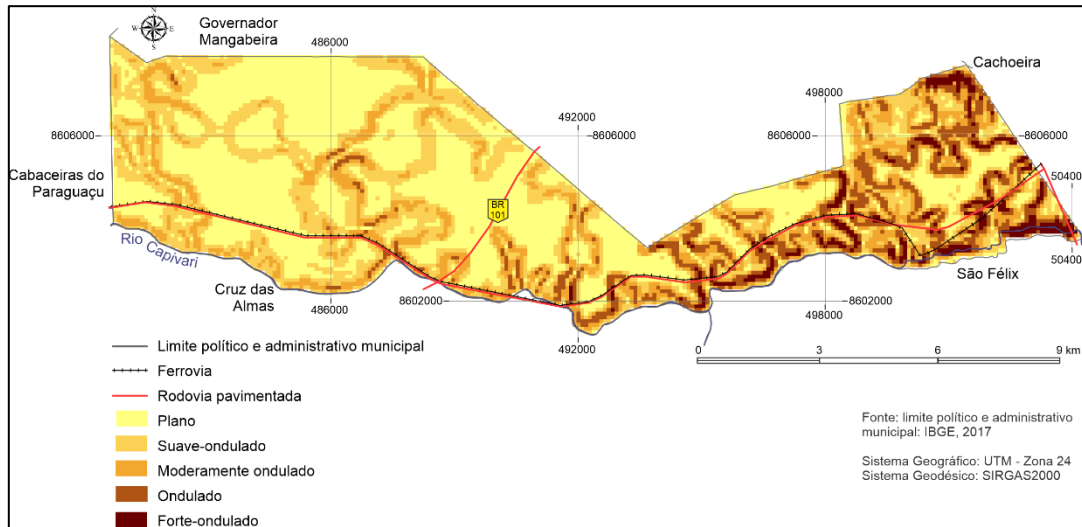 N
W E
S
Governador
Mangabeira
486000
Cachoeira
492000
498000
8606000
8606000
8606000
8606000
Cabaceiras do
Paraguaçu
50400
BR
101
Rio Capivari
50400
São Félix
Cruz das
Almas
486000
8602000
8602000
498000
492000
Limite político e administrativo municipal
Ferrovia
Rodovia pavimentada
Plano
Suave-ondulado
Moderamente ondulado
Ondulado
Forte-ondulado
0 3 6 9 km
Fonte: limite político e administrativo
municipal: IBGE, 2017
Sistema Geográfico: UTM - Zona 24
Sistema Geodésico: SIRGAS2000